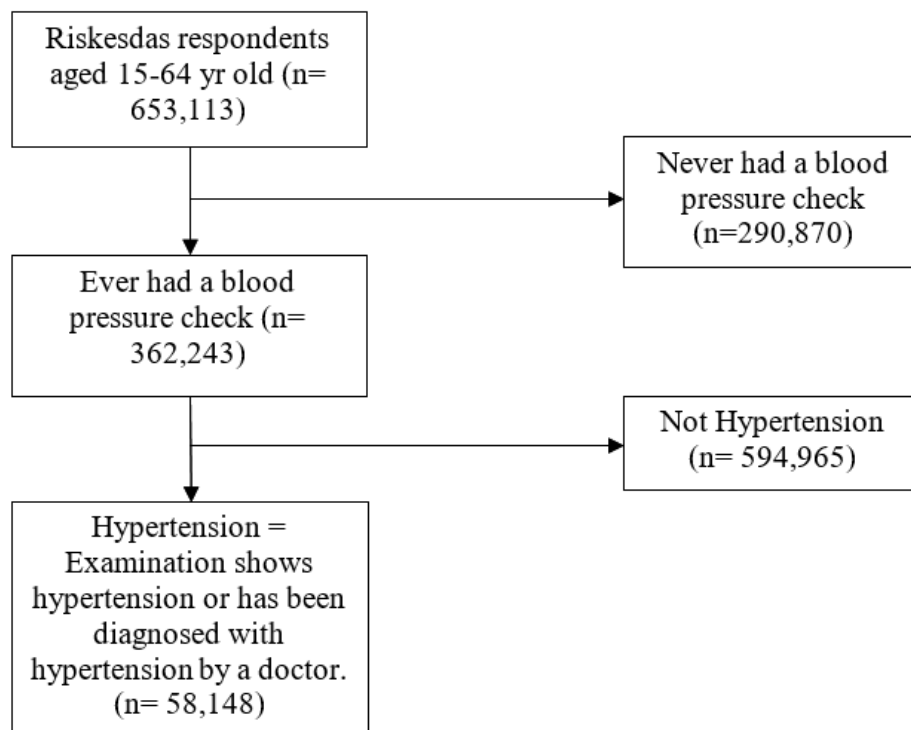 Riskesdas respondents
aged 15-64 yr old (n=
653,113)
Never had a blood
pressure check
(n=290,870)
Ever had a blood
pressure check (n=
362,243)
Not Hypertension
(n= 594,965)
Hypertension =
Examination shows
hypertension or has been
diagnosed with
hypertension by a doctor.
(n= 58,148)